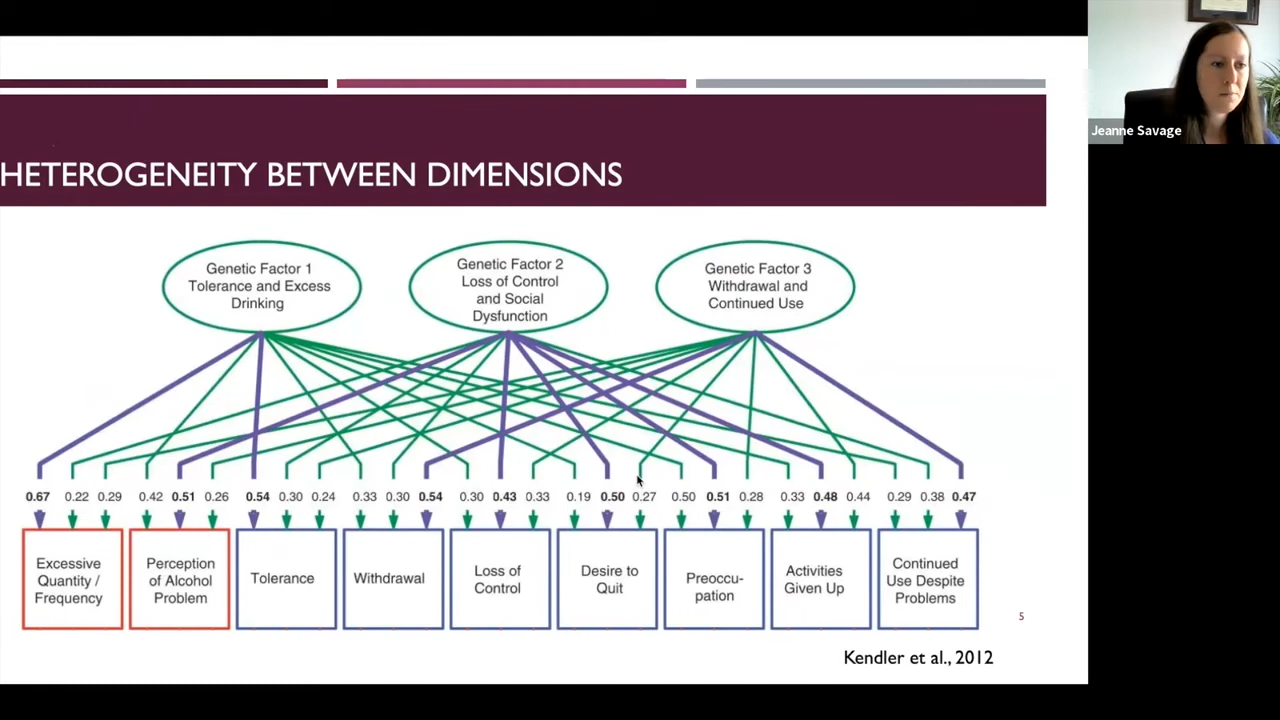 Jeanne Savage
HETEROGENEITY BETWEEN DIMENSIONS
Genetic Factor 1
Tolerance and Excess
Drinking
Genetic Factor 2
Loss of Control
and Social
Dysfunction
Genetic Factor 3
Withdrawal and
Continued Use
0.67 0.22 0.29 0.42 0.51 0.26 0.54 0.30 0.24 0.33 0.30 0.54 0.30 0.43 0.33 0.19 0.50 0.27 0.50 0.51 0.28 0.33 0.48 0.44 0.29 0.38 0.47
Excessive
Quantity /
Frequency
Perception
of Alcohol
Problem
Tolerance
Withdrawal
Loss of
Control
Desire to
Quit
Preoccu-
pation
Activities
Given Up
Continued
Use Despite
Problems
5
Kendler et al., 2012